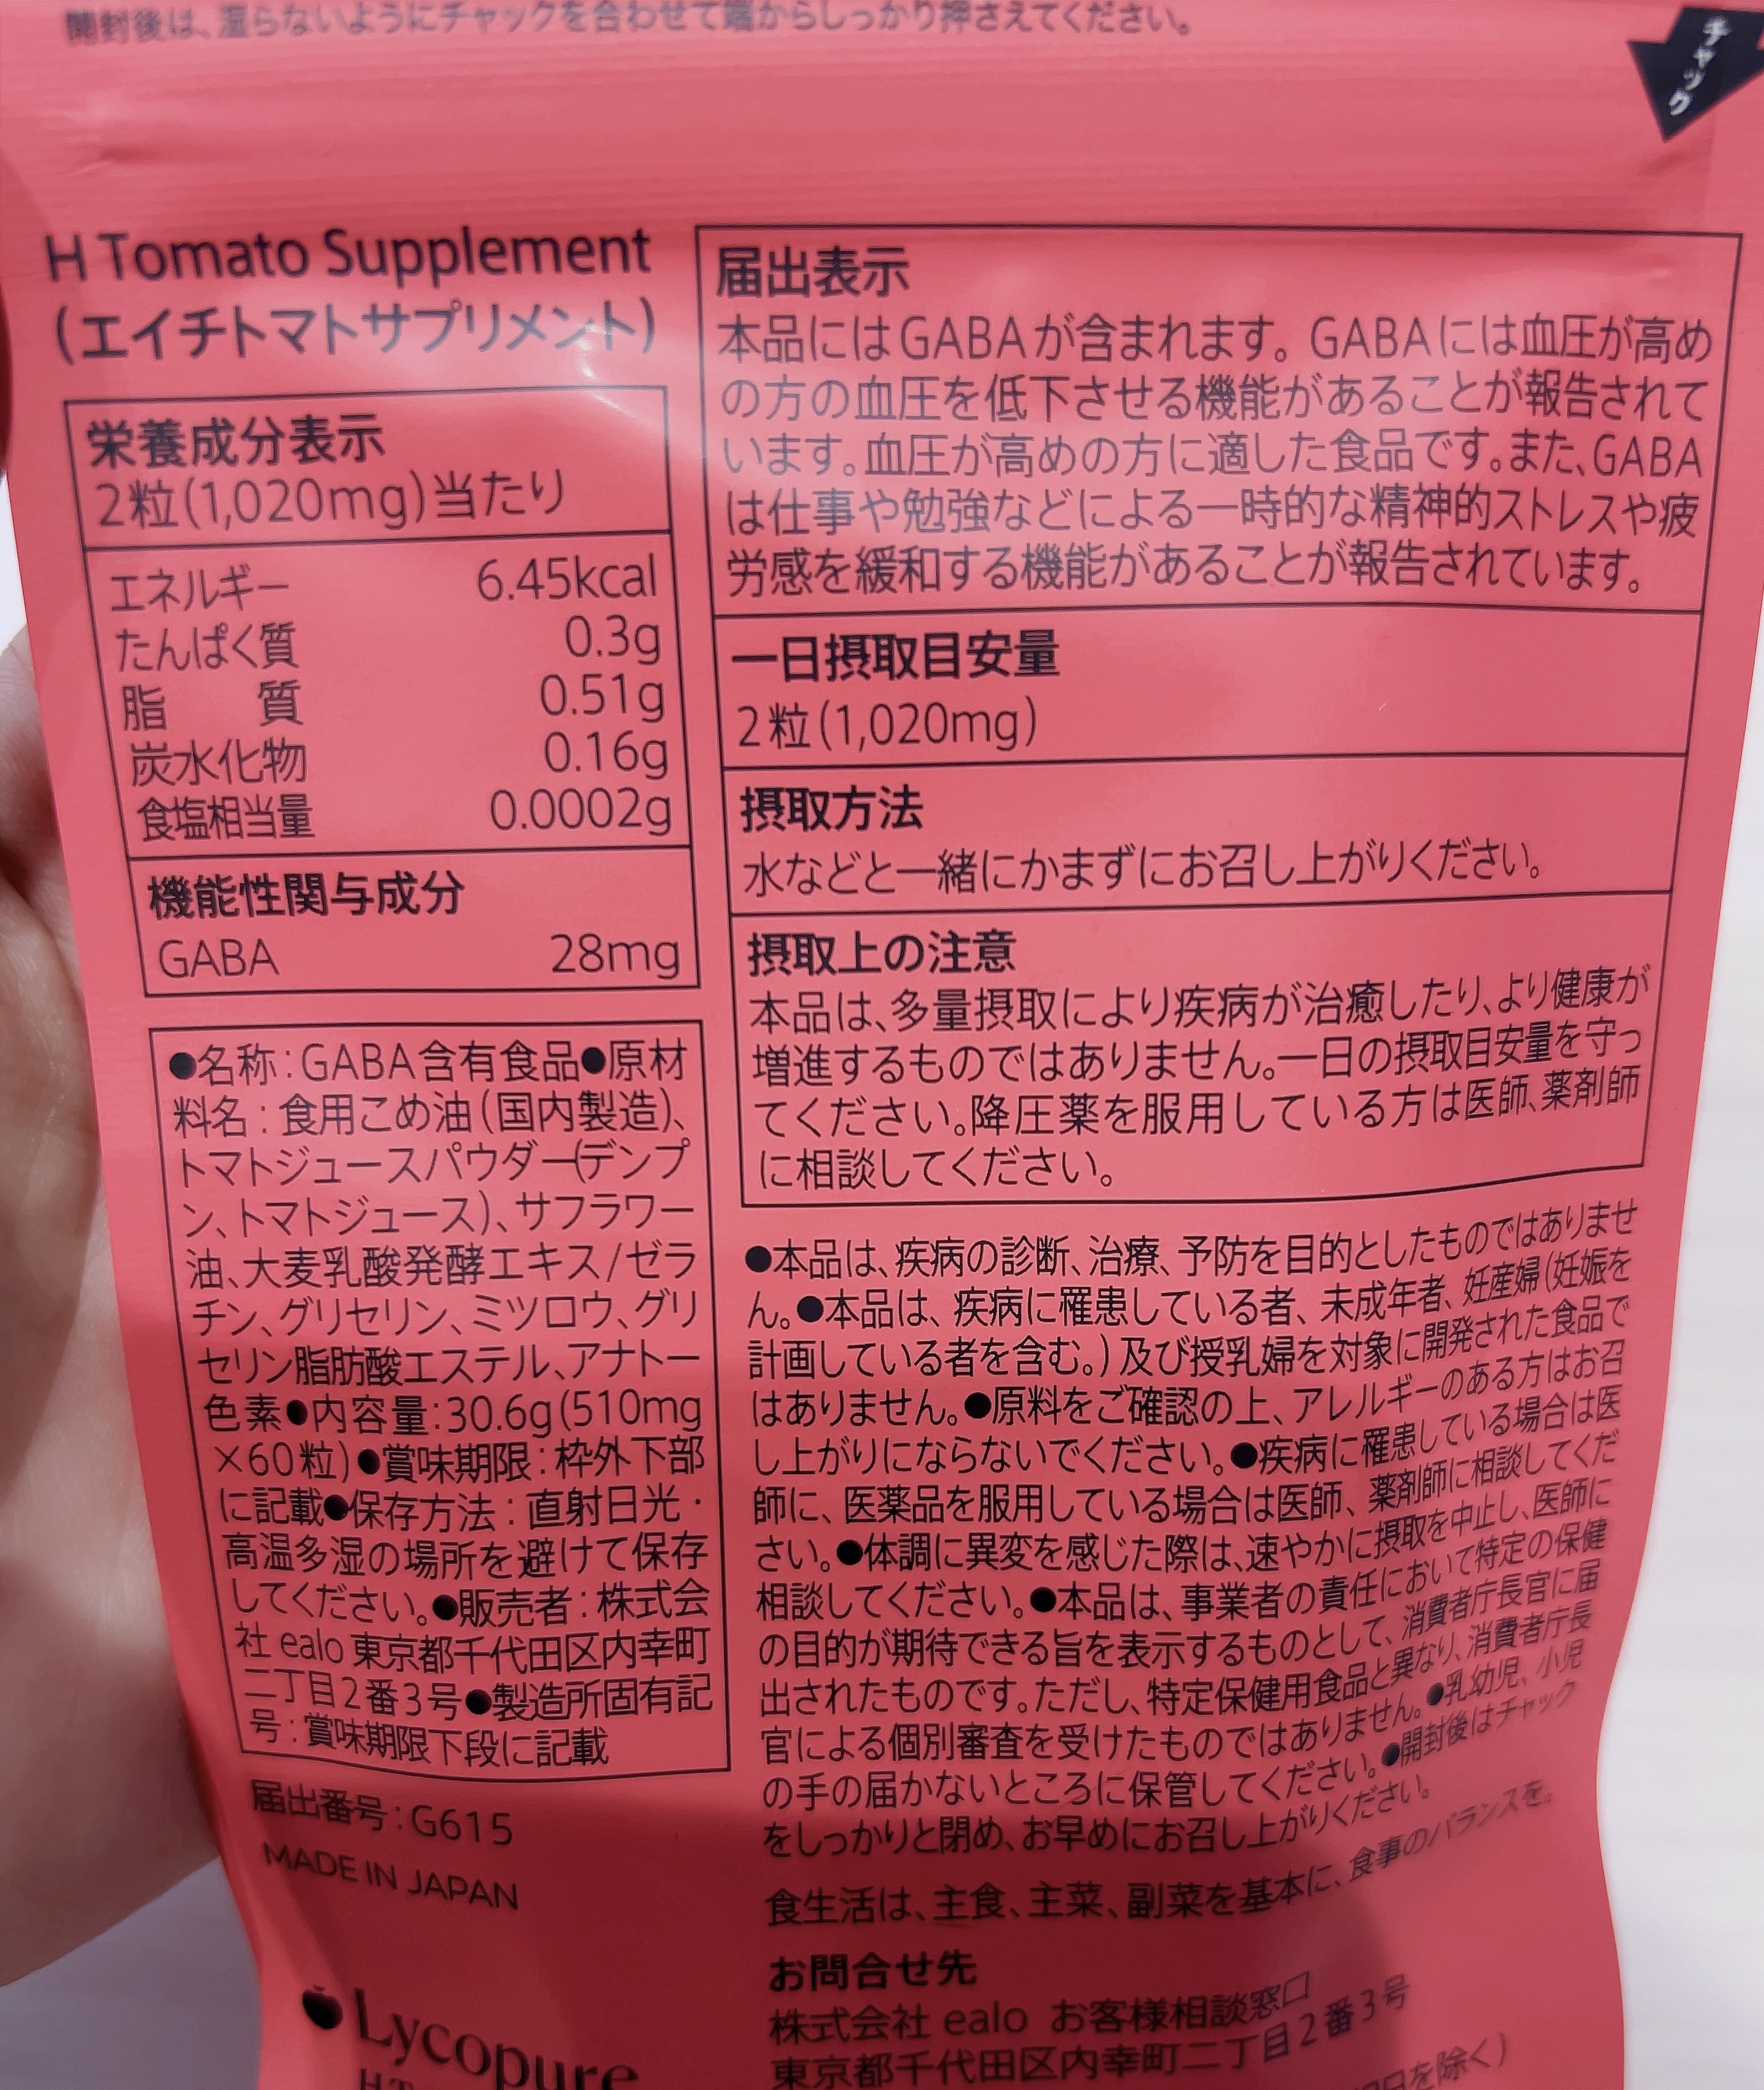 開封後は、湿らないようにチャックを合わせて端からしっかり押さえてください。
チャック
H Tomato Supplement
(エイチトマトサプリメント)
栄養成分表示
2粒(1,020mg)当たり
エネルギー 6.45kcal
たんぱく質 0.3g
脂質 0.51g
炭水化物 0.16g
食塩相当量 0.0002g
機能性関与成分
GABA 28mg
●名称:GABA含有食品●原材
料名:食用こめ油(国内製造)、
トマトジュースパウダー(デンプ
ン、トマトジュース)、サフラワー
油、大麦乳酸発酵エキス/ゼラ
チン、グリセリン、ミツロウ、グリ
セリン脂肪酸エステル、アナトー
色素●内容量:30.6g(510mg
×60粒)●賞味期限:枠外下部
に記載●保存方法:直射日光・
高温多湿の場所を避けて保存
してください。●販売者:株式会
社 ealo 東京都千代田区内幸町
二丁目2番3号●製造所固有記
号:賞味期限下段に記載
届出番号:G615
MADE IN JAPAN
Lycopure
届出表示
本品にはGABAが含まれます。GABAには血圧が高め
の方の血圧を低下させる機能があることが報告されて
います。血圧が高めの方に適した食品です。また、GABA
は仕事や勉強などによる一時的な精神的ストレスや疲
労感を緩和する機能があることが報告されています。
一日摂取目安量
2粒(1,020mg)
摂取方法
水などと一緒にかまずにお召し上がりください。
摂取上の注意
本品は、多量摂取により疾病が治癒したり、より健康が
増進するものではありません。一日の摂取目安量を守っ
てください。降圧薬を服用している方は医師、薬剤師
に相談してください。
●本品は、疾病の診断、治療、予防を目的としたものではありませ
ん。●本品は、疾病に罹患している者、未成年者、妊産婦(妊娠を
計画している者を含む。)及び授乳婦を対象に開発された食品で
はありません。●原料をご確認の上、アレルギーのある方はお召
し上がりにならないでください。●疾病に罹患している場合は医
師に、医薬品を服用している場合は医師、薬剤師に相談してくだ
さい。●体調に異変を感じた際は、速やかに摂取を中止し、医師に
相談してください。●本品は、事業者の責任において特定の保健
の目的が期待できる旨を表示するものとして、消費者庁長官に届
出されたものです。ただし、特定保健用食品と異なり、消費者庁長
官による個別審査を受けたものではありません。●乳幼児、小児
の手の届かないところに保管してください。●開封後はチャック
をしっかりと閉め、お早めにお召し上がりください。
食生活は、主食、主菜、副菜を基本に、食事のバランスを。
お問合せ先
株式会社 ealo お客様相談窓口
東京都千代田区内幸町二丁目2番3号
日を除く)